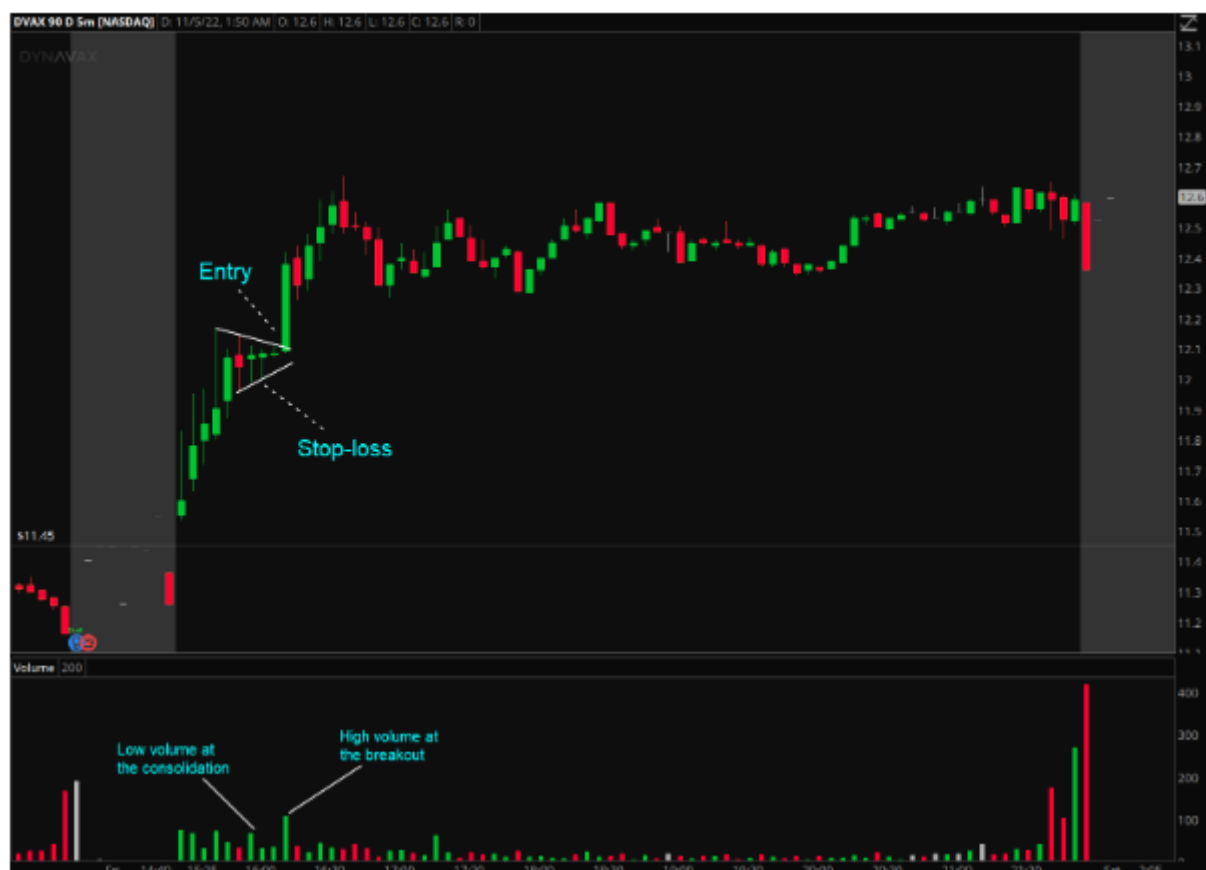 DVAX 90 D 5m [NASDAQ] D: 11/5/22, 1:50 AM O: 12.6 H: 12.6 L: 12.6 C: 12.6 R: 0
DYNAVAX
13.1
13
12.9
12.8
12.7
12.6
12.5
12.4
12.3
12.2
12.1
12
11.9
11.8
11.7
11.6
11.5
11.4
11.3
11.2
Entry
Stop-loss
$11.45
Volume 200
400
300
200
100
Low volume at
the consolidation
High volume at
the breakout